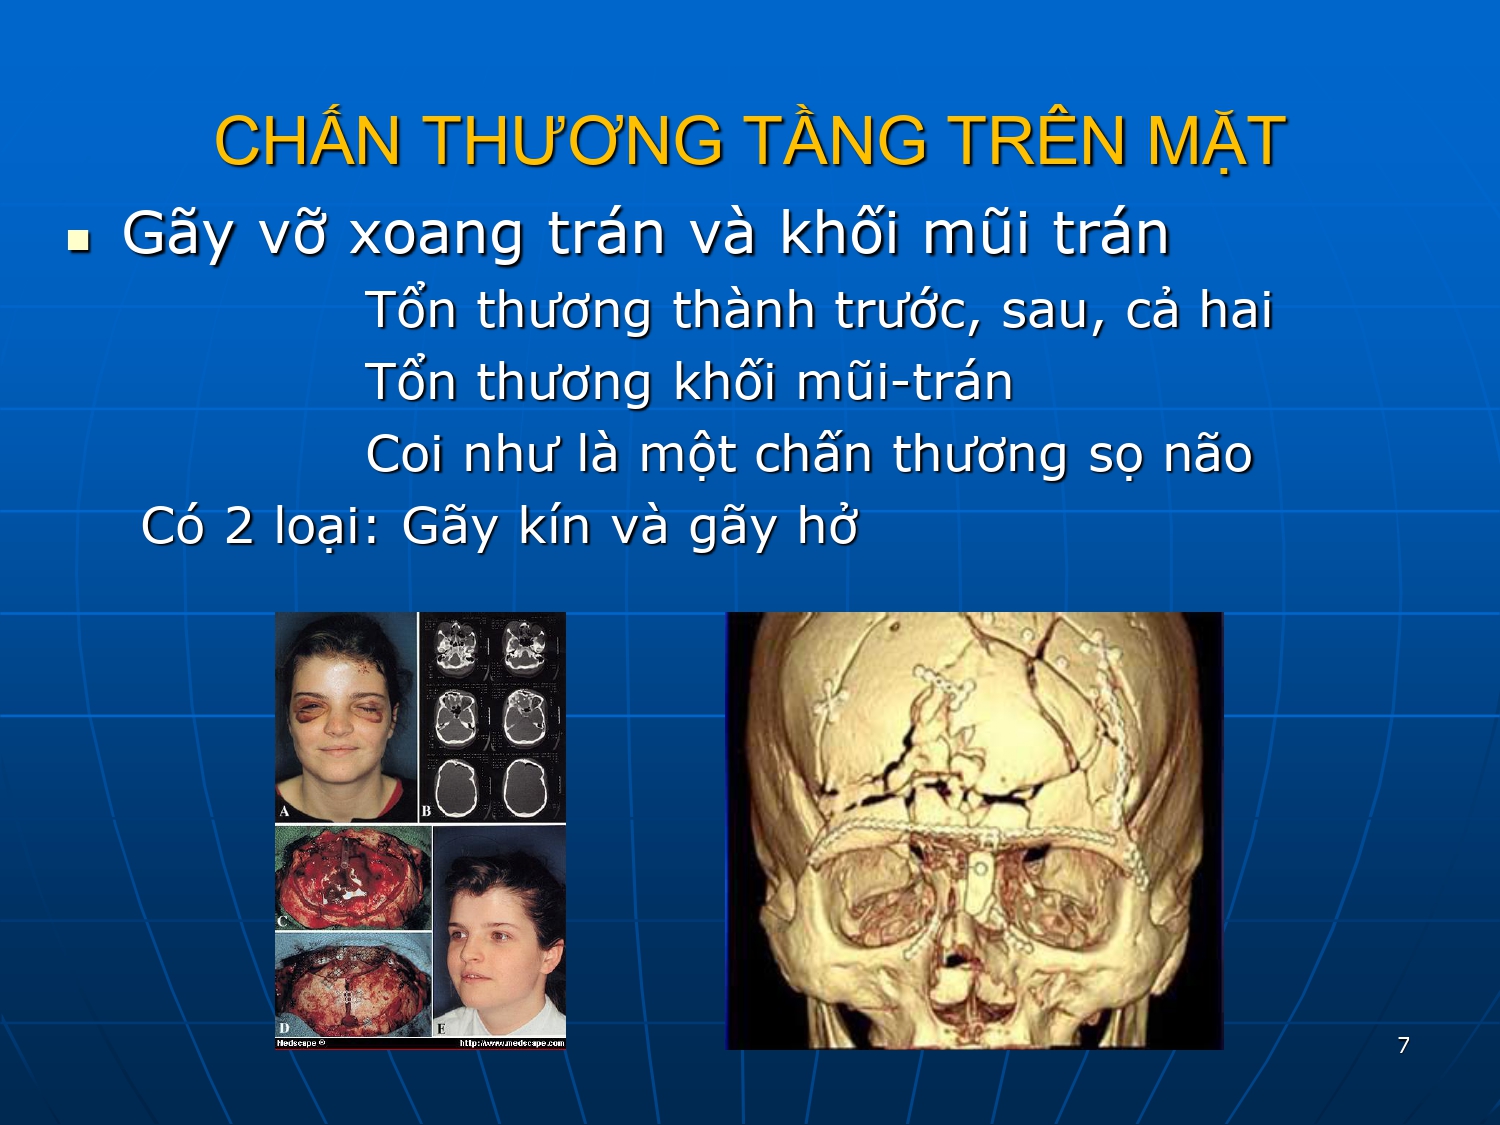 CHẤN THƯƠNG TẦNG TRÊN MẶT
Gãy vỡ xoang trán và khối mũi trán
Tổn thương thành trước, sau, cả hai
Tổn thương khối mũi-trán
Coi như là một chấn thương sọ não
Có 2 loại: Gãy kín và gãy hở
A
B
C
D
E
Medscape ® http://www.medscape.com
7